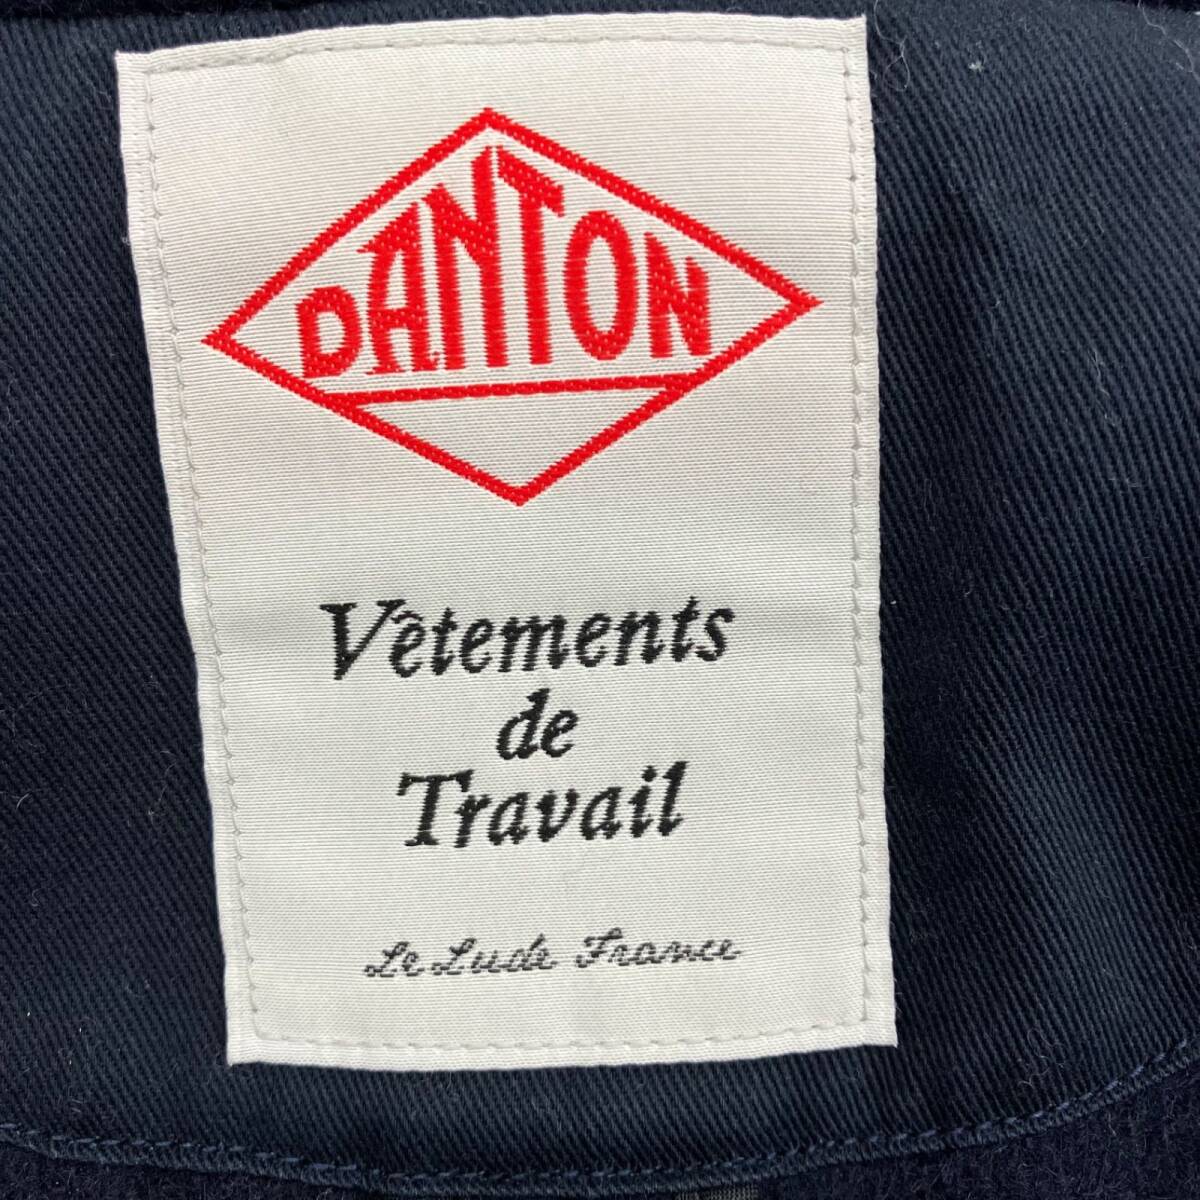 DANTON
Vêtements
de
Travail
Le Lude France